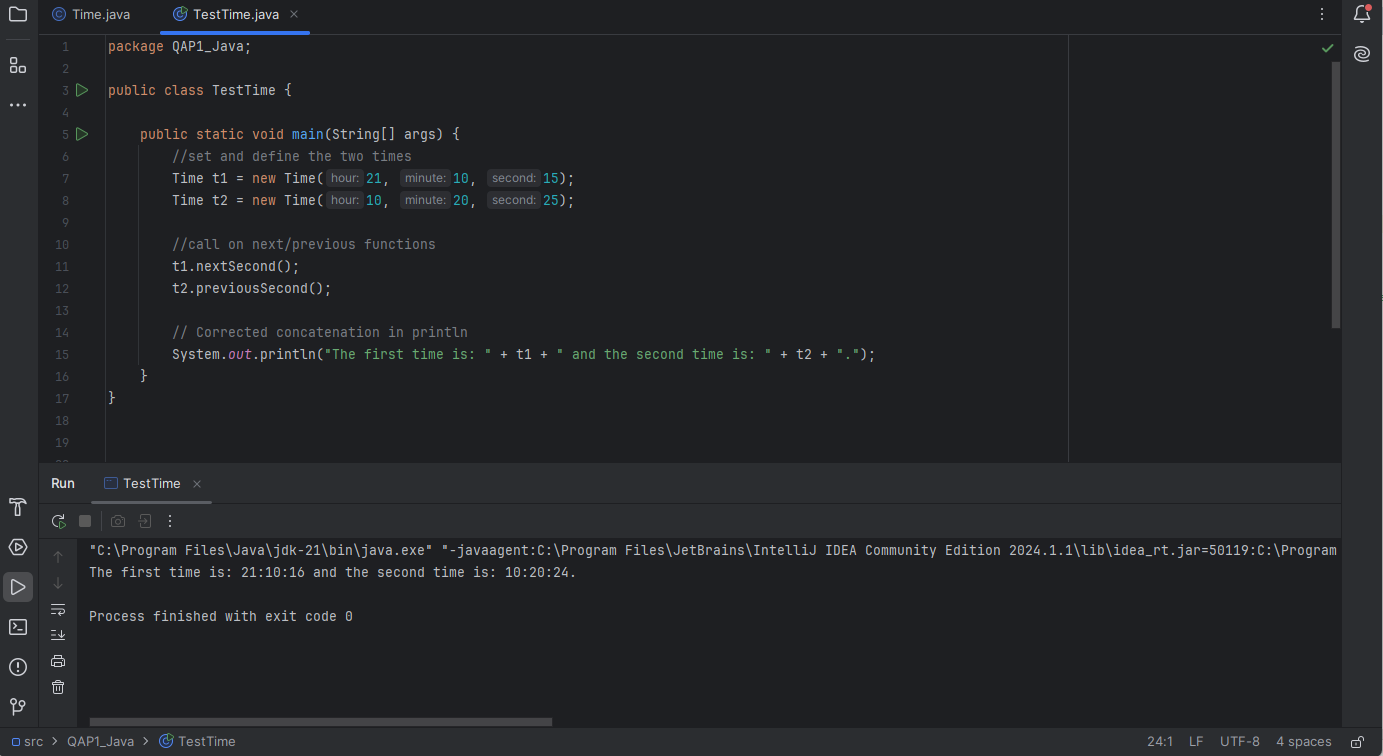 Time.java TestTime.java
1 package QAP1_Java;
2
3 public class TestTime {
4
5 public static void main(String[] args) {
6 //set and define the two times
7 Time t1 = new Time( hour: 21, minute: 10, second: 15);
8 Time t2 = new Time( hour: 10, minute: 20, second: 25);
9
10 //call on next/previous functions
11 t1.nextSecond();
12 t2.previousSecond();
13
14 // Corrected concatenation in println
15 System.out.println("The first time is: " + t1 + " and the second time is: " + t2 + ".");
16 }
17 }
18
19
Run TestTime
"C:\Program Files\Java\jdk-21\bin\java.exe" "-javaagent:C:\Program Files\JetBrains\IntelliJ IDEA Community Edition 2024.1.1\lib\idea_rt.jar=50119:C:\Program
The first time is: 21:10:16 and the second time is: 10:20:24.
Process finished with exit code 0
src > QAP1_Java > TestTime 24:1 LF UTF-8 4 spaces